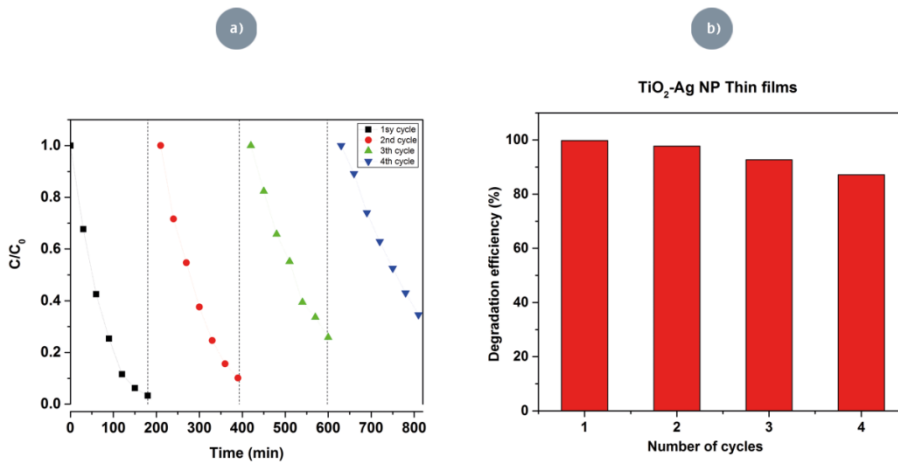 a)
1sy cycle
2nd cycle
3th cycle
4th cycle
C/C0
1.0
0.8
0.6
0.4
0.2
0.0
0 100 200 300 400 500 600 700 800
Time (min)
b)
TiO2-Ag NP Thin films
Degradation efficiency (%)
100
80
60
40
20
0
1 2 3 4
Number of cycles